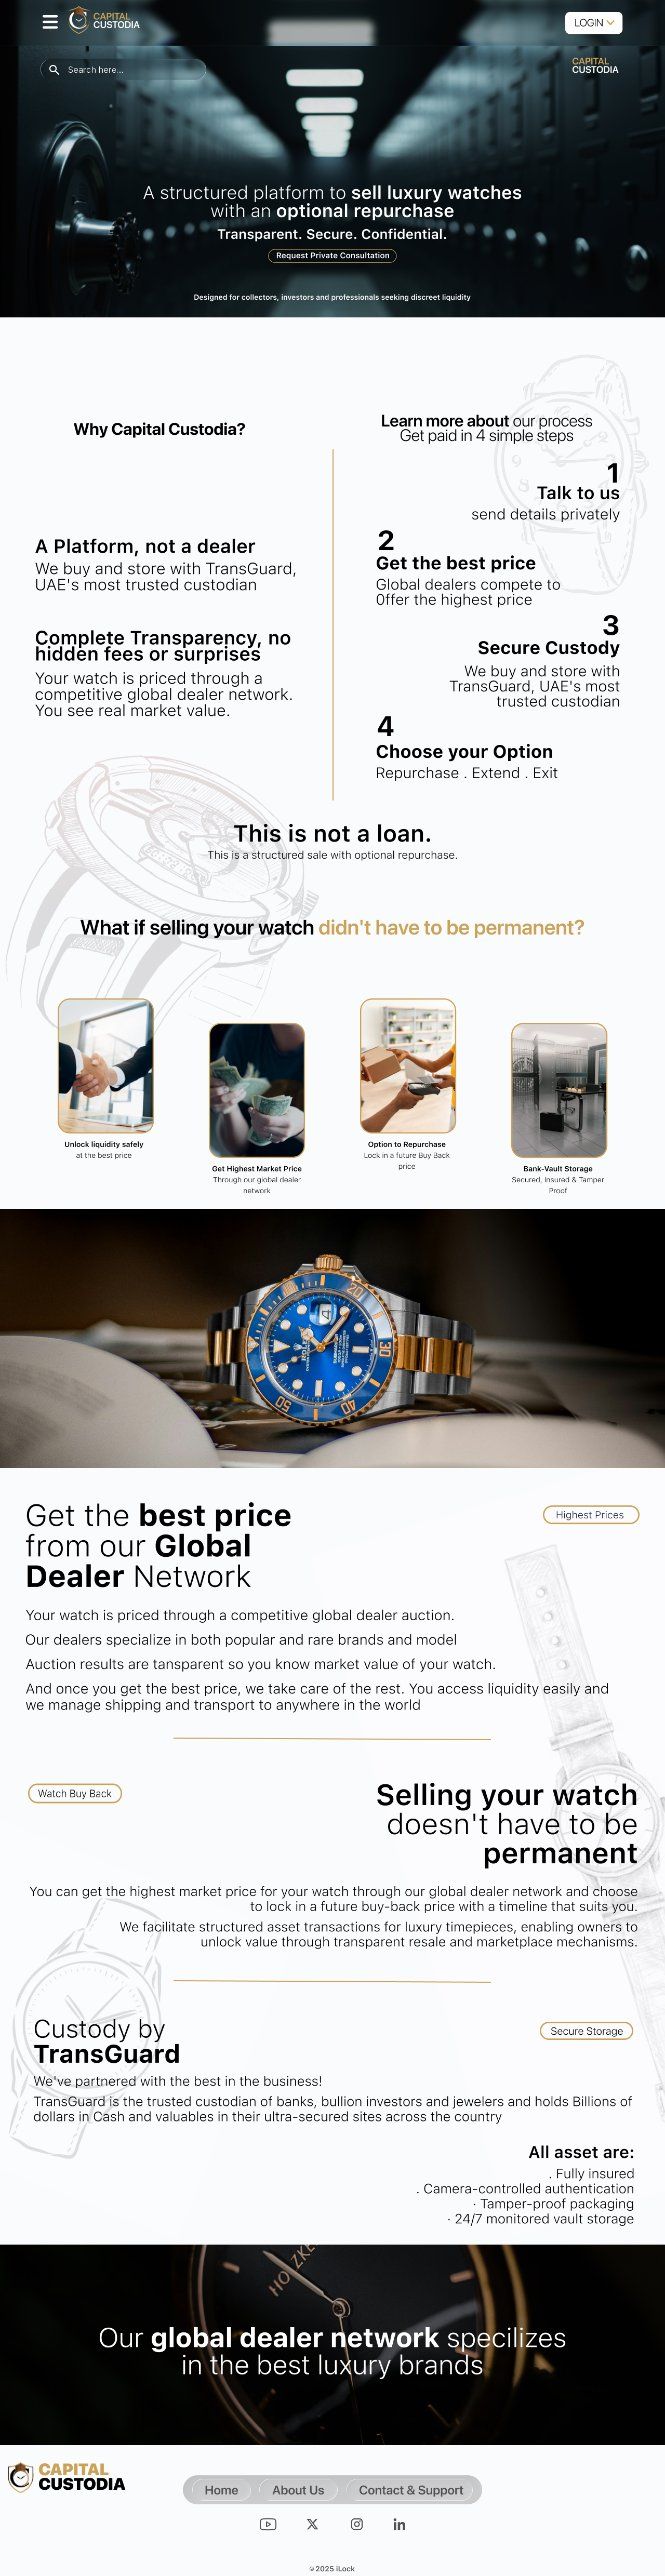 CAPITAL
CUSTODIA
LOGIN
Search here...
CAPITAL
CUSTODIA
A structured platform to sell luxury watches
with an optional repurchase
Transparent. Secure. Confidential.
Request Private Consultation
Designed for collectors, investors and professionals seeking discreet liquidity
Why Capital Custodia?
A Platform, not a dealer
We buy and store with TransGuard,
UAE's most trusted custodian
Complete Transparency, no
hidden fees or surprises
Your watch is priced through a
competitive global dealer network.
You see real market value.
Learn more about our process
Get paid in 4 simple steps
1
Talk to us
send details privately
2
Get the best price
Global dealers compete to
0ffer the highest price
3
Secure Custody
We buy and store with
TransGuard, UAE's most
trusted custodian
4
Choose your Option
Repurchase . Extend . Exit
This is not a loan.
This is a structured sale with optional repurchase.
What if selling your watch didn't have to be permanent?
Unlock liquidity safely
at the best price
Get Highest Market Price
Through our global dealer
network
Option to Repurchase
Lock in a future Buy Back
price
Bank-Vault Storage
Secured, Insured & Tamper
Proof
ROLEX
20
30
40
50
Get the best price
from our Global
Dealer Network
Highest Prices
Your watch is priced through a competitive global dealer auction.
Our dealers specialize in both popular and rare brands and model
Auction results are tansparent so you know market value of your watch.
And once you get the best price, we take care of the rest. You access liquidity easily and
we manage shipping and transport to anywhere in the world
Watch Buy Back
Selling your watch
doesn't have to be
permanent
You can get the highest market price for your watch through our global dealer network and choose
to lock in a future buy-back price with a timeline that suits you.
We facilitate structured asset transactions for luxury timepieces, enabling owners to
unlock value through transparent resale and marketplace mechanisms.
Custody by
TransGuard
Secure Storage
We've partnered with the best in the business!
TransGuard is the trusted custodian of banks, bullion investors and jewelers and holds Billions of
dollars in Cash and valuables in their ultra-secured sites across the country
All asset are:
. Fully insured
. Camera-controlled authentication
· Tamper-proof packaging
· 24/7 monitored vault storage
Our global dealer network specilizes
in the best luxury brands
CAPITAL
CUSTODIA
Home
About Us
Contact & Support
©2025 iLock